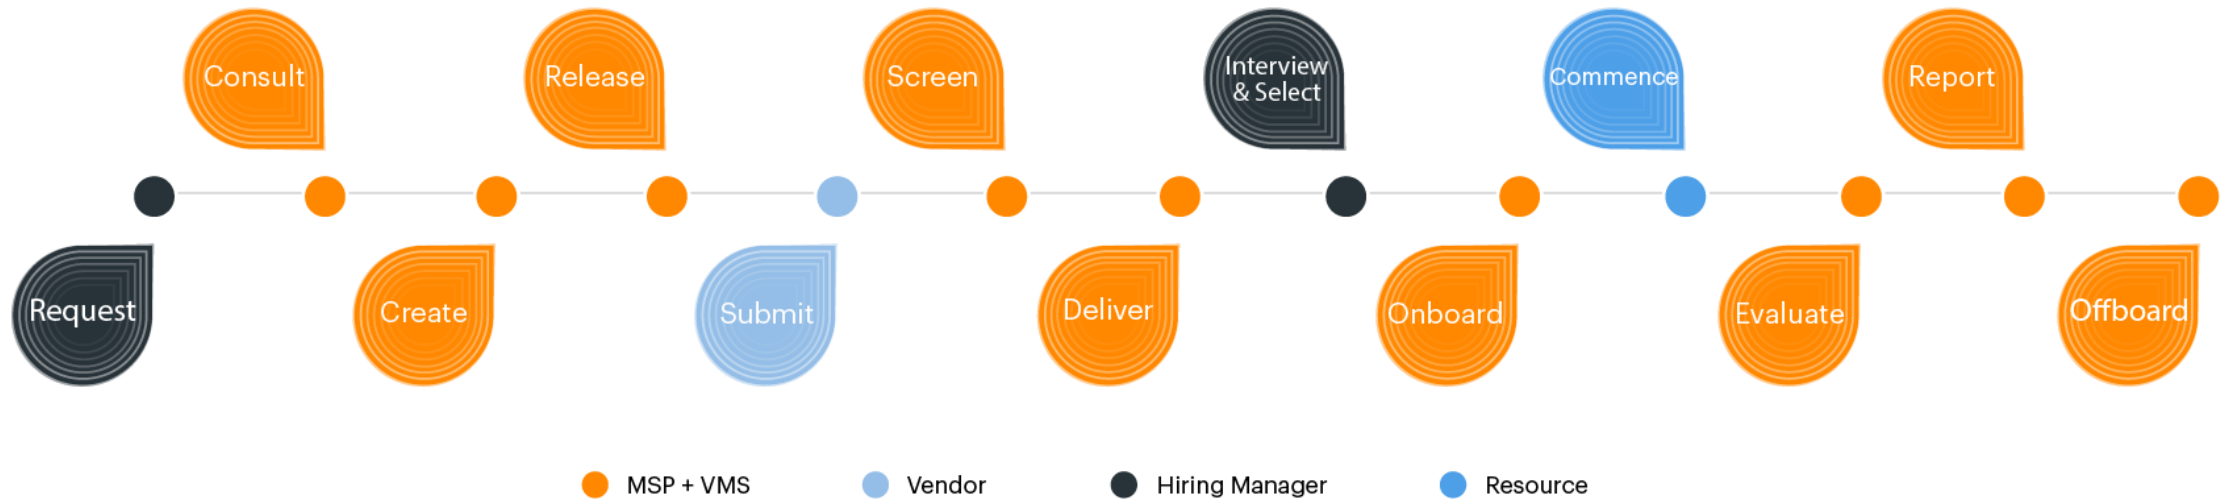 Consult
Release
Screen
Interview
& Select
Commence
Report
Request
Create
Submit
Deliver
Onboard
Evaluate
Offboard
MSP + VMS
Vendor
Hiring Manager
Resource